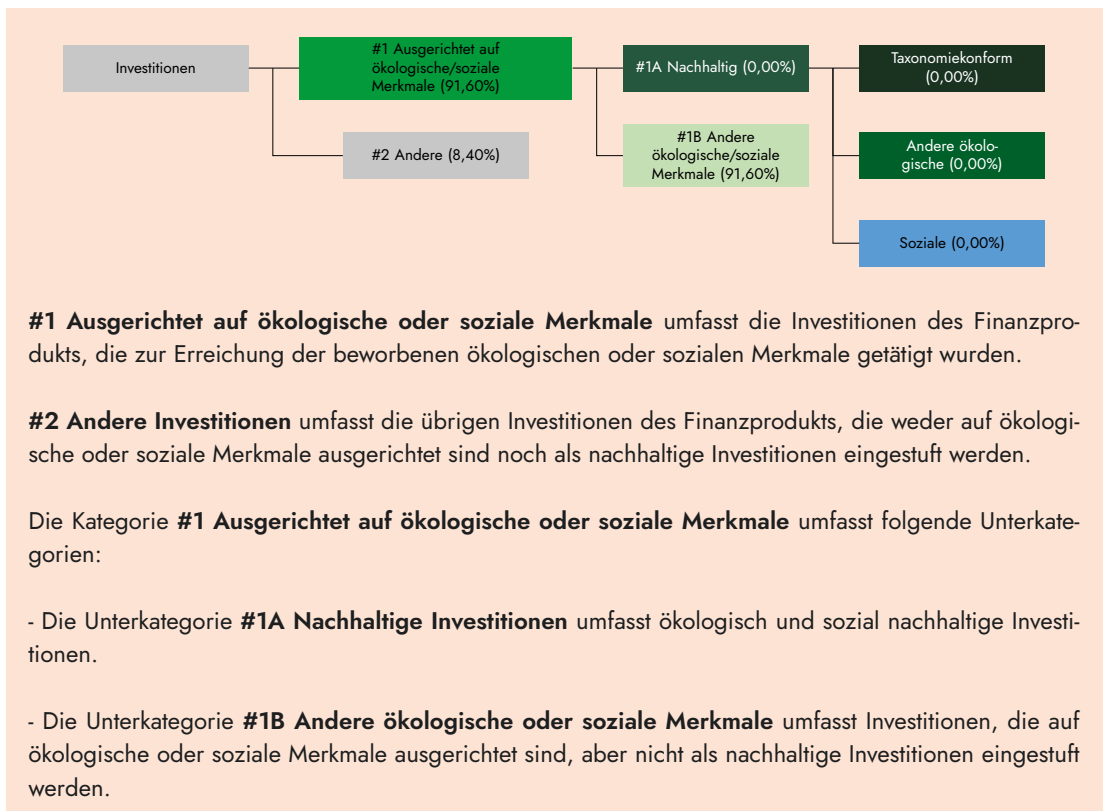 Investitionen
#1 Ausgerichtet auf
ökologische/soziale
Merkmale (91,60%)
#1A Nachhaltig (0,00%)
Taxonomiekonform
(0,00%)
#2 Andere (8,40%)
#1B Andere
ökologische/soziale
Merkmale (91,60%)
Andere ökolo-
gische (0,00%)
Soziale (0,00%)
#1 Ausgerichtet auf ökologische oder soziale Merkmale umfasst die Investitionen des Finanzpro-
dukts, die zur Erreichung der beworbenen ökologischen oder sozialen Merkmale getätigt wurden.
#2 Andere Investitionen umfasst die übrigen Investitionen des Finanzprodukts, die weder auf ökologi-
sche oder soziale Merkmale ausgerichtet sind noch als nachhaltige Investitionen eingestuft werden.
Die Kategorie #1 Ausgerichtet auf ökologische oder soziale Merkmale umfasst folgende Unterkate-
gorien:
- Die Unterkategorie #1A Nachhaltige Investitionen umfasst ökologisch und sozial nachhaltige Investi-
tionen.
- Die Unterkategorie #1B Andere ökologische oder soziale Merkmale umfasst Investitionen, die auf
ökologische oder soziale Merkmale ausgerichtet sind, aber nicht als nachhaltige Investitionen eingestuft
werden.